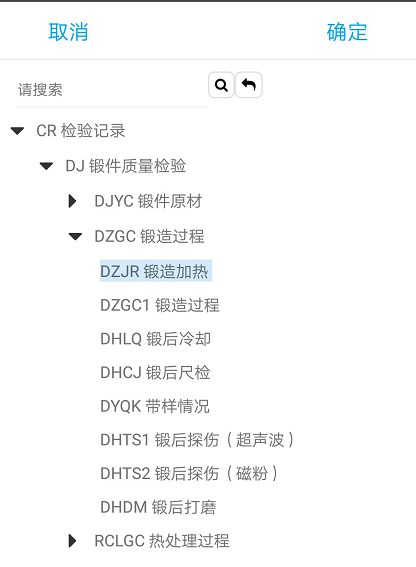 取消 确定
请搜索
CR 检验记录
DJ 锻件质量检验
DJYC 锻件原材
DZGC 锻造过程
DZJR 锻造加热
DZGC1 锻造过程
DHLQ 锻后冷却
DHCJ 锻后尺检
DYQK 带样情况
DHTS1 锻后探伤（超声波）
DHTS2 锻后探伤（磁粉）
DHDM 锻后打磨
RCLGC 热处理过程